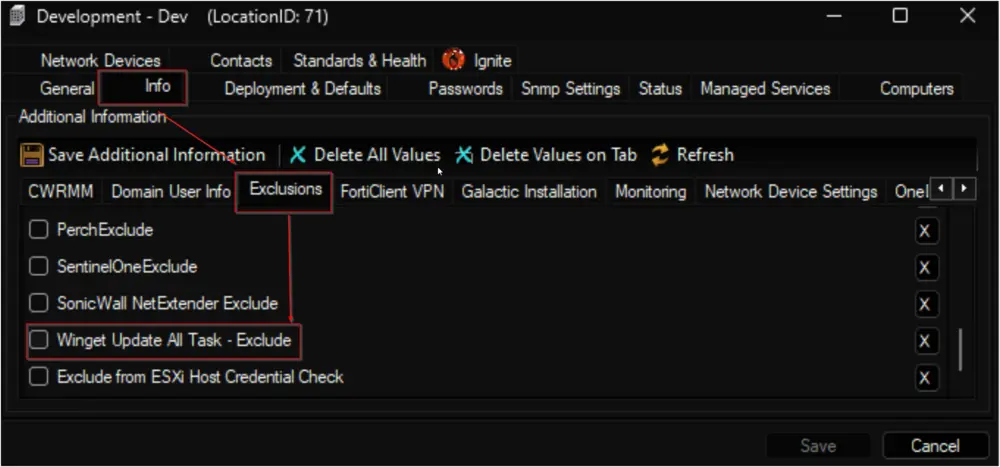 Development - Dev (LocationID: 71)
Network Devices Contacts Standards & Health Ignite
General Info Deployment & Defaults Passwords Snmp Settings Status Managed Services Computers
Additional Information
Save Additional Information Delete All Values Delete Values on Tab Refresh
CWRMM Domain User Info Exclusions FortiClient VPN Galactic Installation Monitoring Network Device Settings
PerchExclude X
SentinelOneExclude X
SonicWall NetExtender Exclude X
Winget Update All Task - Exclude X
Exclude from ESXi Host Credential Check X
Save Cancel